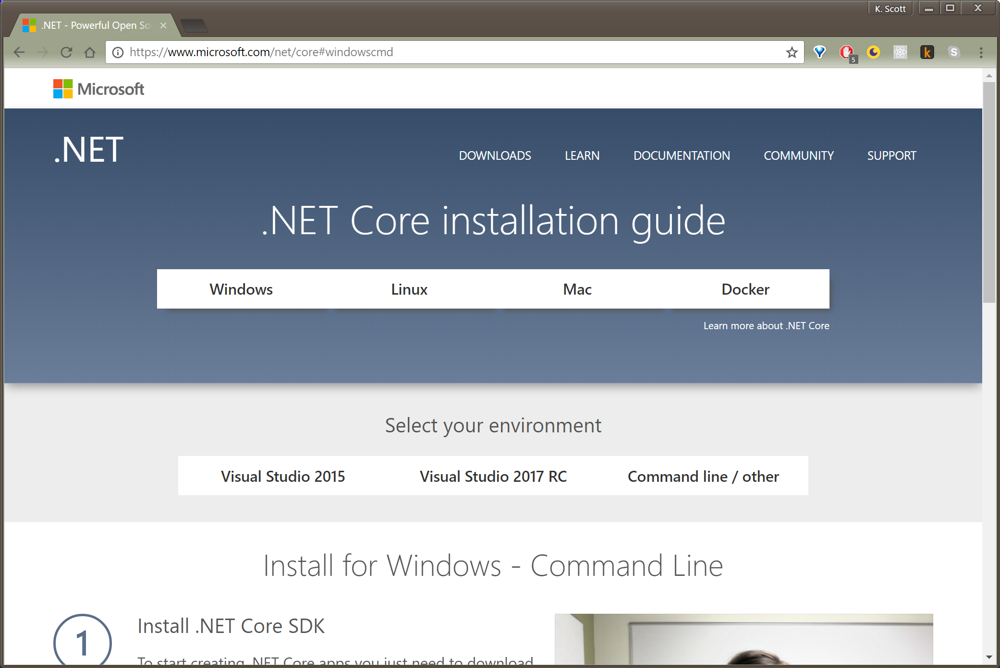 K. Scott
.NET - Powerful Open So
https://www.microsoft.com/net/core#windowscmd
5
k
S
Microsoft
.NET
DOWNLOADS LEARN DOCUMENTATION COMMUNITY SUPPORT
.NET Core installation guide
Windows Linux Mac Docker
Learn more about .NET Core
Select your environment
Visual Studio 2015 Visual Studio 2017 RC Command line / other
Install for Windows - Command Line
1
Install .NET Core SDK
To start creating .NET Core apps you just need to download